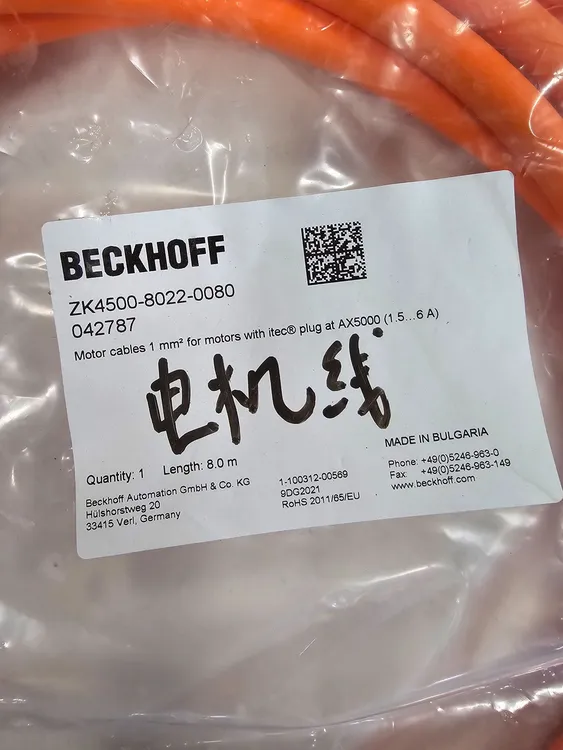 BECKHOFF
ZK4500-8022-0080
042787
Motor cables 1 mm² for motors with itec® plug at AX5000 (1.5...6 A)
电机线
MADE IN BULGARIA
Quantity: 1 Length: 8.0 m
Beckhoff Automation GmbH & Co. KG
Hülshorstweg 20
33415 Verl, Germany
1-100312-00569
9DG2021
RoHS 2011/65/EU
Phone: +49(0)5246-963-0
Fax: +49(0)5246-963-149
www.beckhoff.com